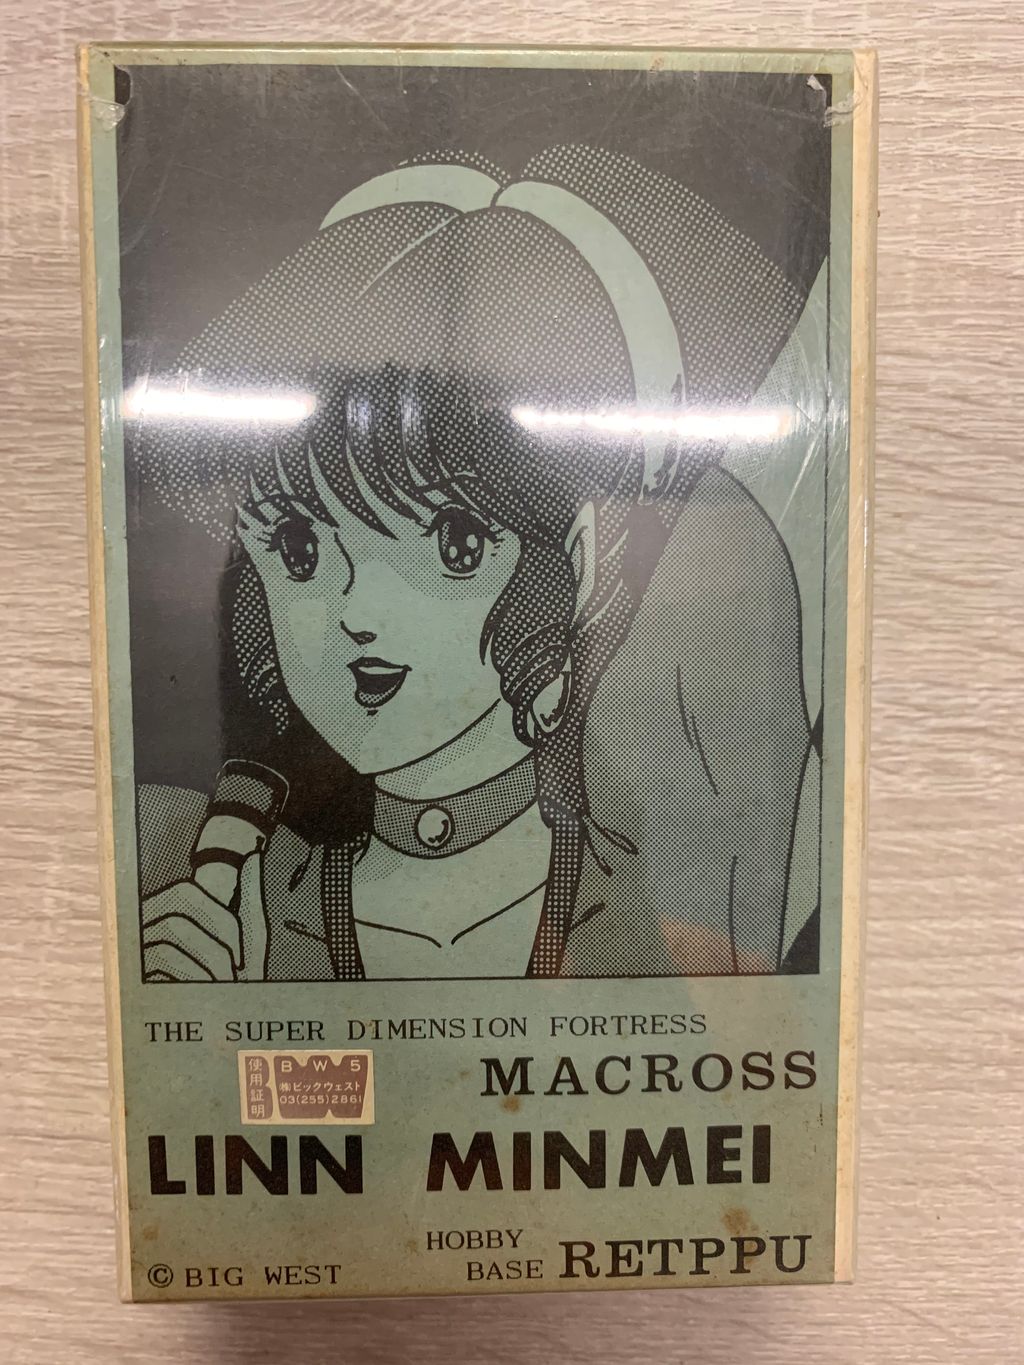 THE SUPER DIMENSION FORTRESS
MACROSS
使用証明
BW5
㈱ビックウェスト
03(255)2861
LINN MINMEI
HOBBY
BASE RETPPU
© BIG WEST